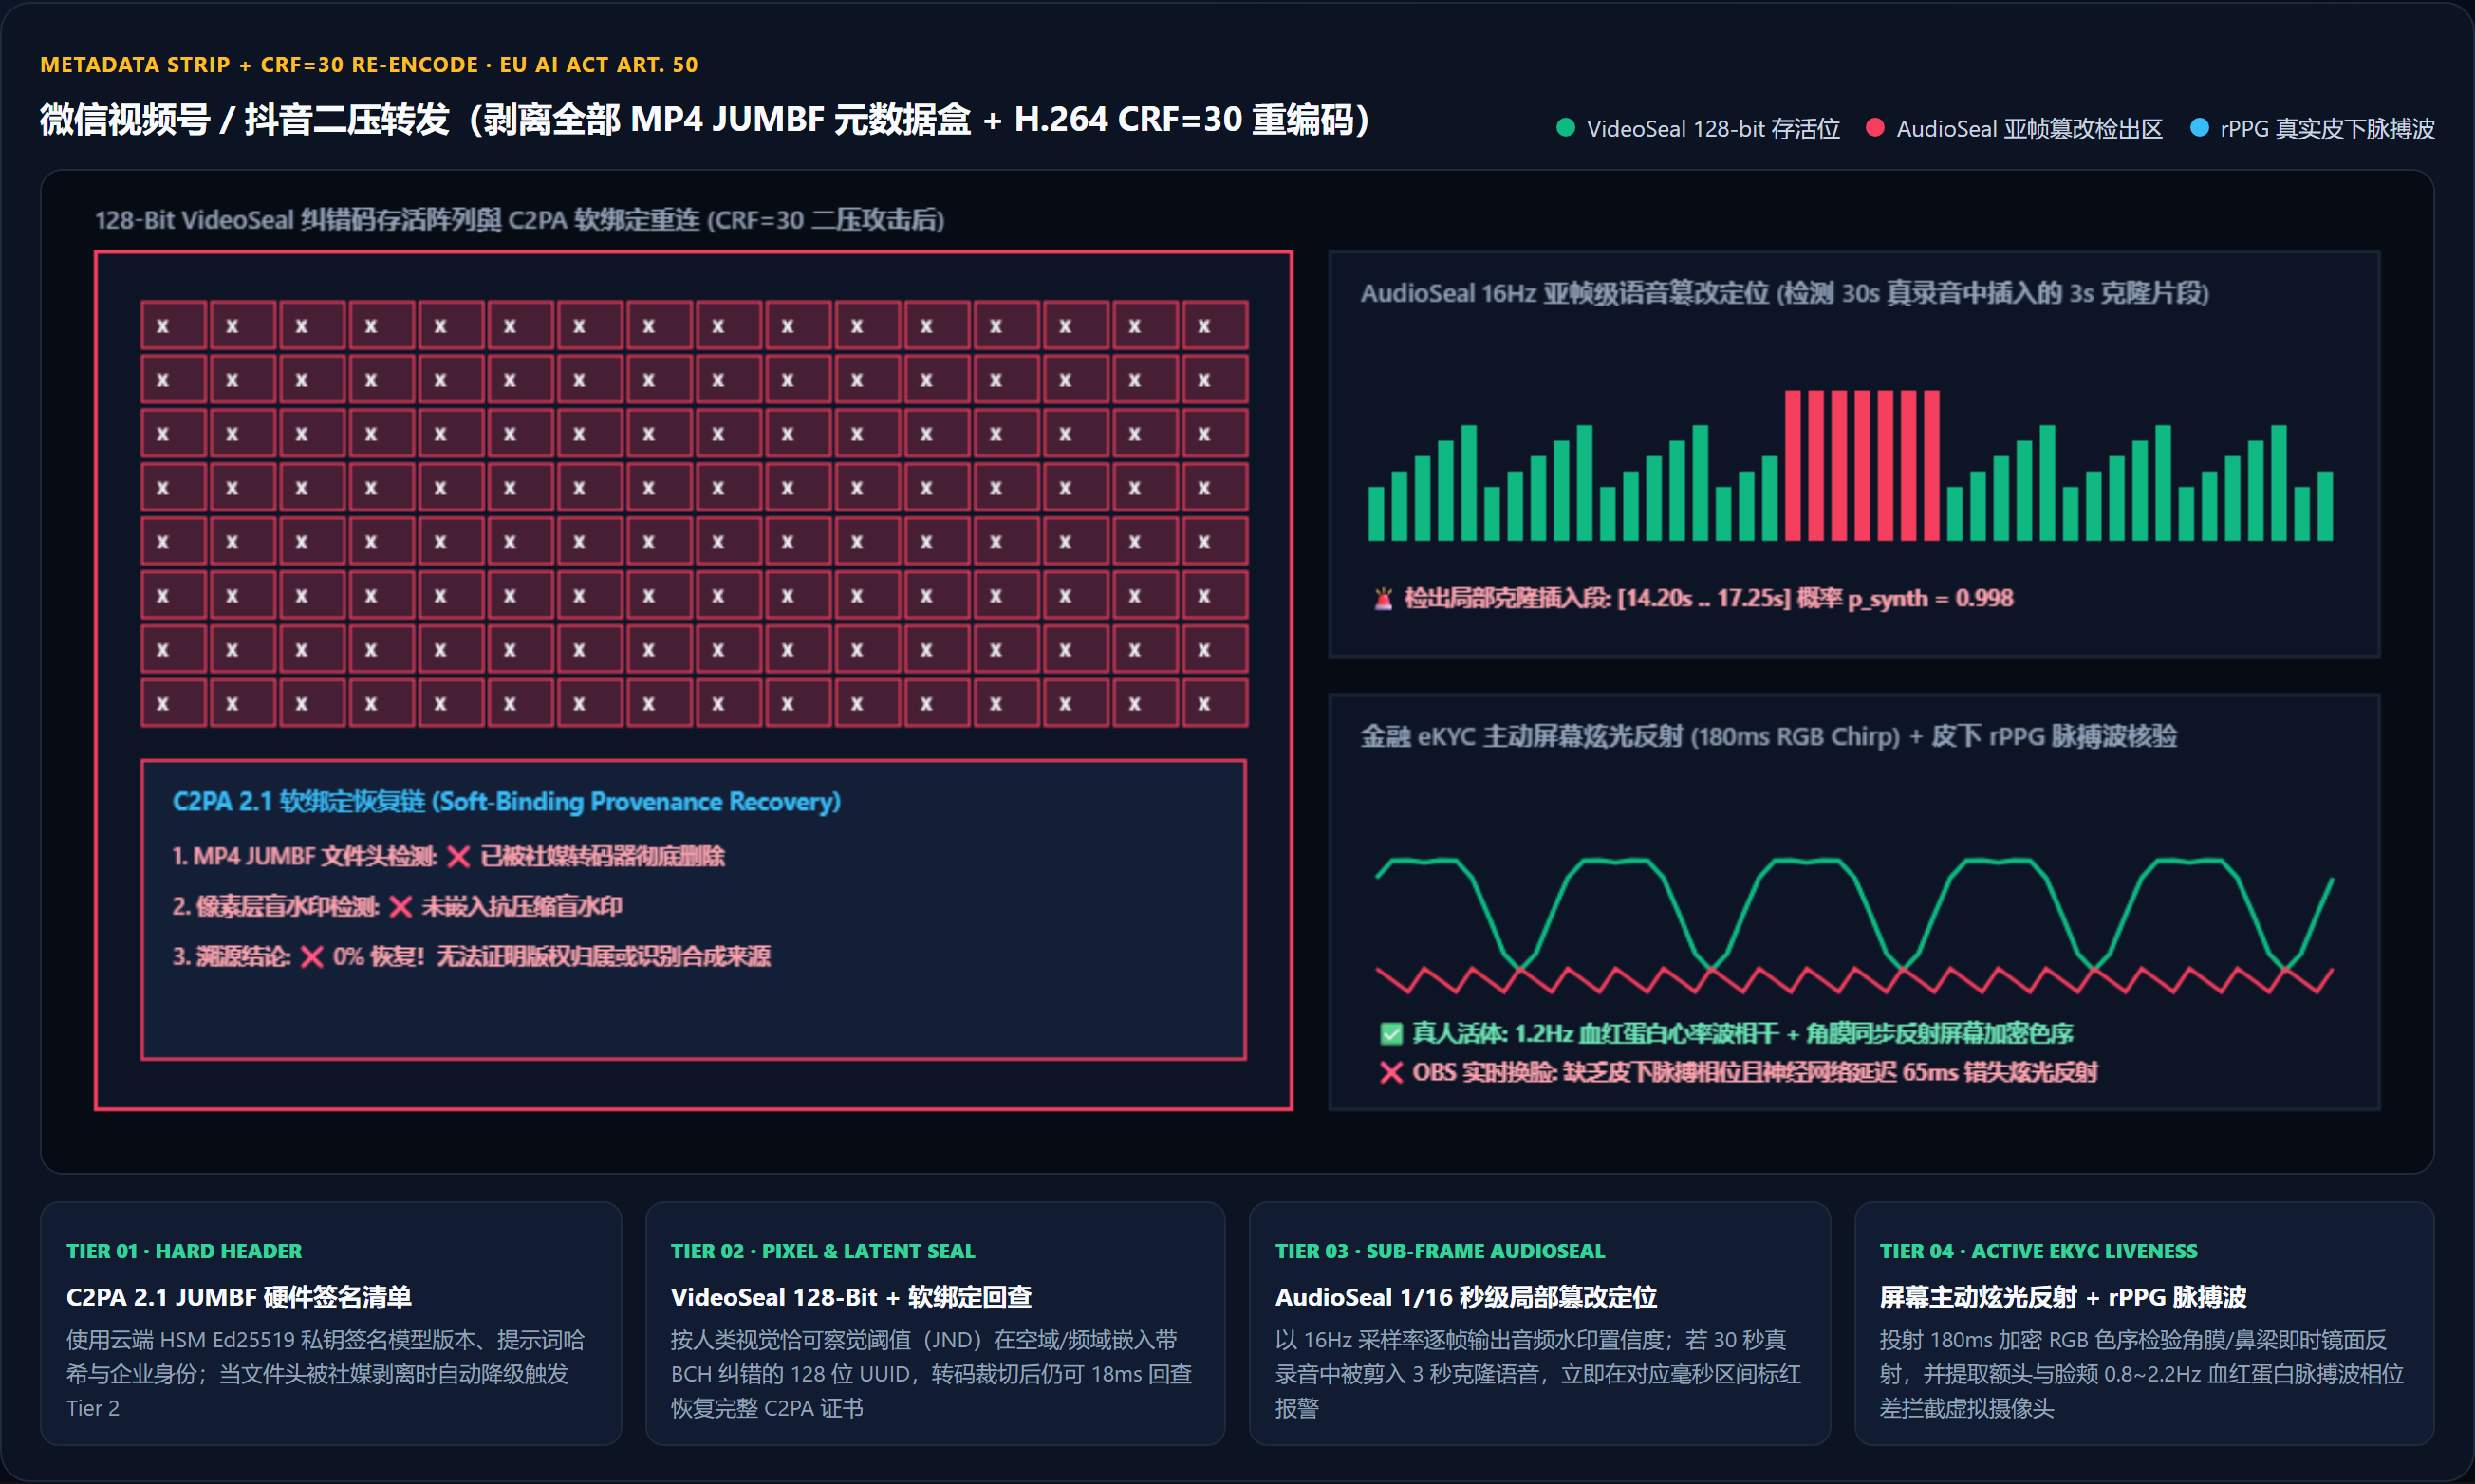 METADATA STRIP + CRF=30 RE-ENCODE · EU AI ACT ART. 50
微信视频号 / 抖音二压转发（剥离全部 MP4 JUMBF 元数据盒 + H.264 CRF=30 重编码）
VideoSeal 128-bit 存活位
AudioSeal 亚帧篡改检出区
rPPG 真实皮下脉搏波
128-Bit VideoSeal 纠错码存活阵列與 C2PA 软绑定重连 (CRF=30 二压攻击后)
x x x x x x x x x x x x x x x x
x x x x x x x x x x x x x x x x
x x x x x x x x x x x x x x x x
x x x x x x x x x x x x x x x x
x x x x x x x x x x x x x x x x
x x x x x x x x x x x x x x x x
x x x x x x x x x x x x x x x x
x x x x x x x x x x x x x x x x
C2PA 2.1 软绑定恢复链 (Soft-Binding Provenance Recovery)
1. MP4 JUMBF 文件头检测: ❌ 已被社媒转码器彻底删除
2. 像素层盲水印检测: ❌ 未嵌入抗压缩盲水印
3. 溯源结论: ❌ 0% 恢复！无法证明版权归属或识别合成来源
AudioSeal 16Hz 亚帧级语音篡改定位 (检测 30s 真录音中插入的 3s 克隆片段)
🚨 检出局部克隆插入段: [14.20s .. 17.25s] 概率 p_synth = 0.998
金融 eKYC 主动屏幕炫光反射 (180ms RGB Chirp) + 皮下 rPPG 脉搏波核验
✅ 真人活体: 1.2Hz 血红蛋白心率波相干 + 角膜同步反射屏幕加密色序
❌ OBS 实时换脸: 缺乏皮下脉搏相位且神经网络延迟 65ms 错失炫光反射
TIER 01 · HARD HEADER
C2PA 2.1 JUMBF 硬件签名清单
使用云端 HSM Ed25519 私钥签名模型版本、提示词哈
希与企业身份；当文件头被社媒剥离时自动降级触发
Tier 2
TIER 02 · PIXEL & LATENT SEAL
VideoSeal 128-Bit + 软绑定回查
按人类视觉恰可察觉阈值（JND）在空域/频域嵌入带
BCH 纠错的 128 位 UUID，转码裁切后仍可 18ms 回查
恢复完整 C2PA 证书
TIER 03 · SUB-FRAME AUDIOSEAL
AudioSeal 1/16 秒级局部篡改定位
以 16Hz 采样率逐帧输出音频水印置信度；若 30 秒真
录音中被剪入 3 秒克隆语音，立即在对应毫秒区间标红
报警
TIER 04 · ACTIVE EKYC LIVENESS
屏幕主动炫光反射 + rPPG 脉搏波
投射 180ms 加密 RGB 色序检验角膜/鼻梁即时镜面反
射，并提取额头与脸颊 0.8~2.2Hz 血红蛋白脉搏波相位
差拦截虚拟摄像头